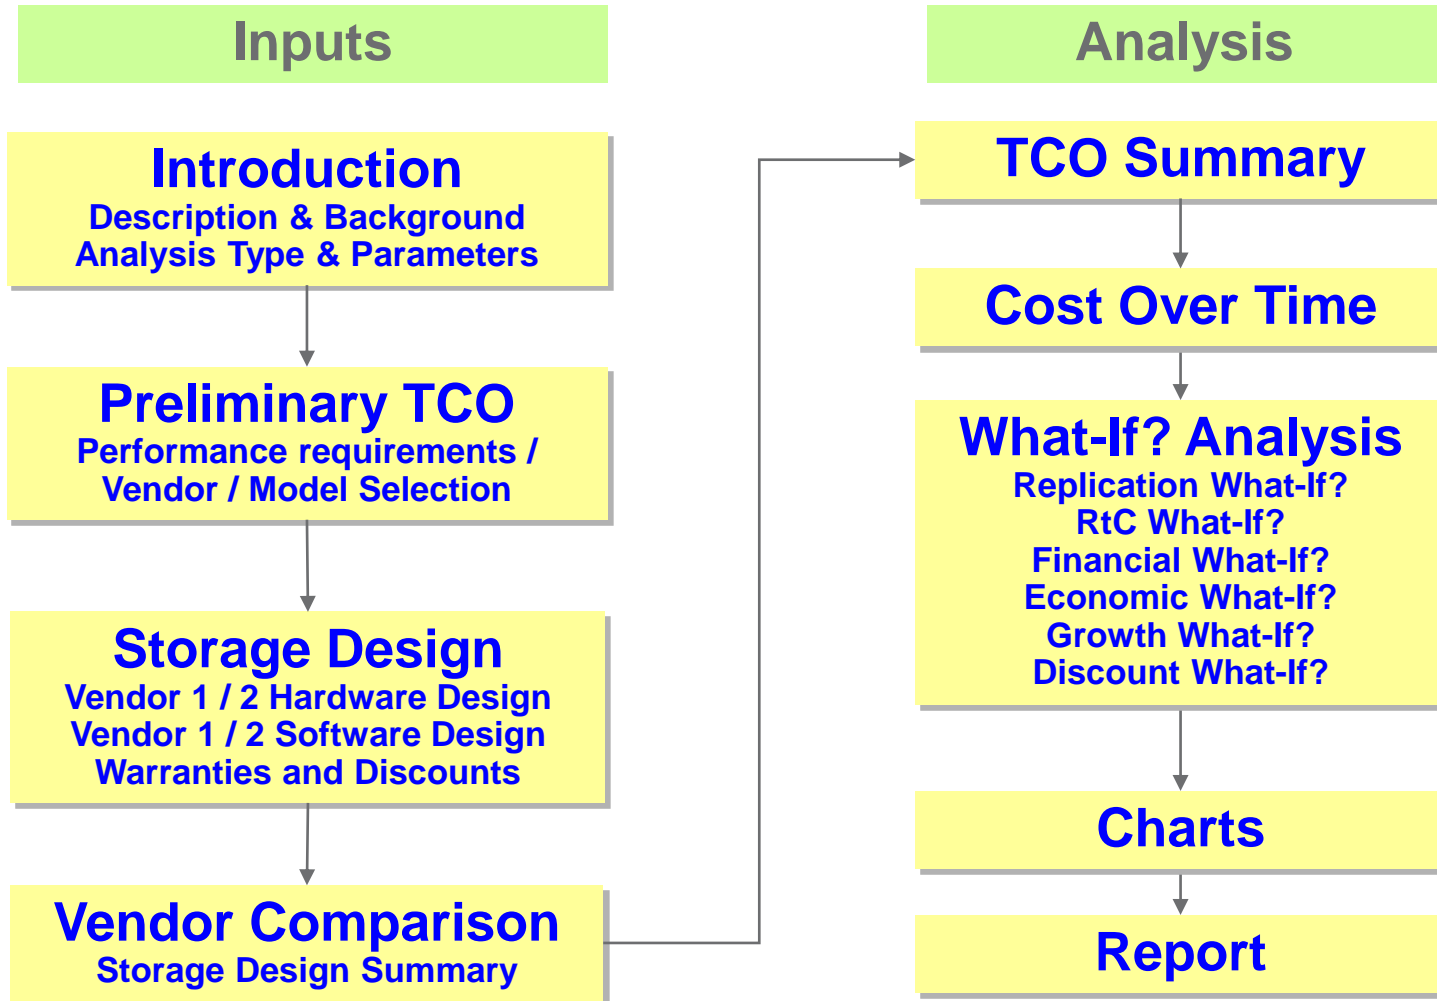 Inputs
Introduction
Description & Background
Analysis Type & Parameters
Preliminary TCO
Performance requirements /
Vendor / Model Selection
Storage Design
Vendor 1 / 2 Hardware Design
Vendor 1 / 2 Software Design
Warranties and Discounts
Vendor Comparison
Storage Design Summary
Analysis
TCO Summary
Cost Over Time
What-If? Analysis
Replication What-If?
RtC What-If?
Financial What-If?
Economic What-If?
Growth What-If?
Discount What-If?
Charts
Report